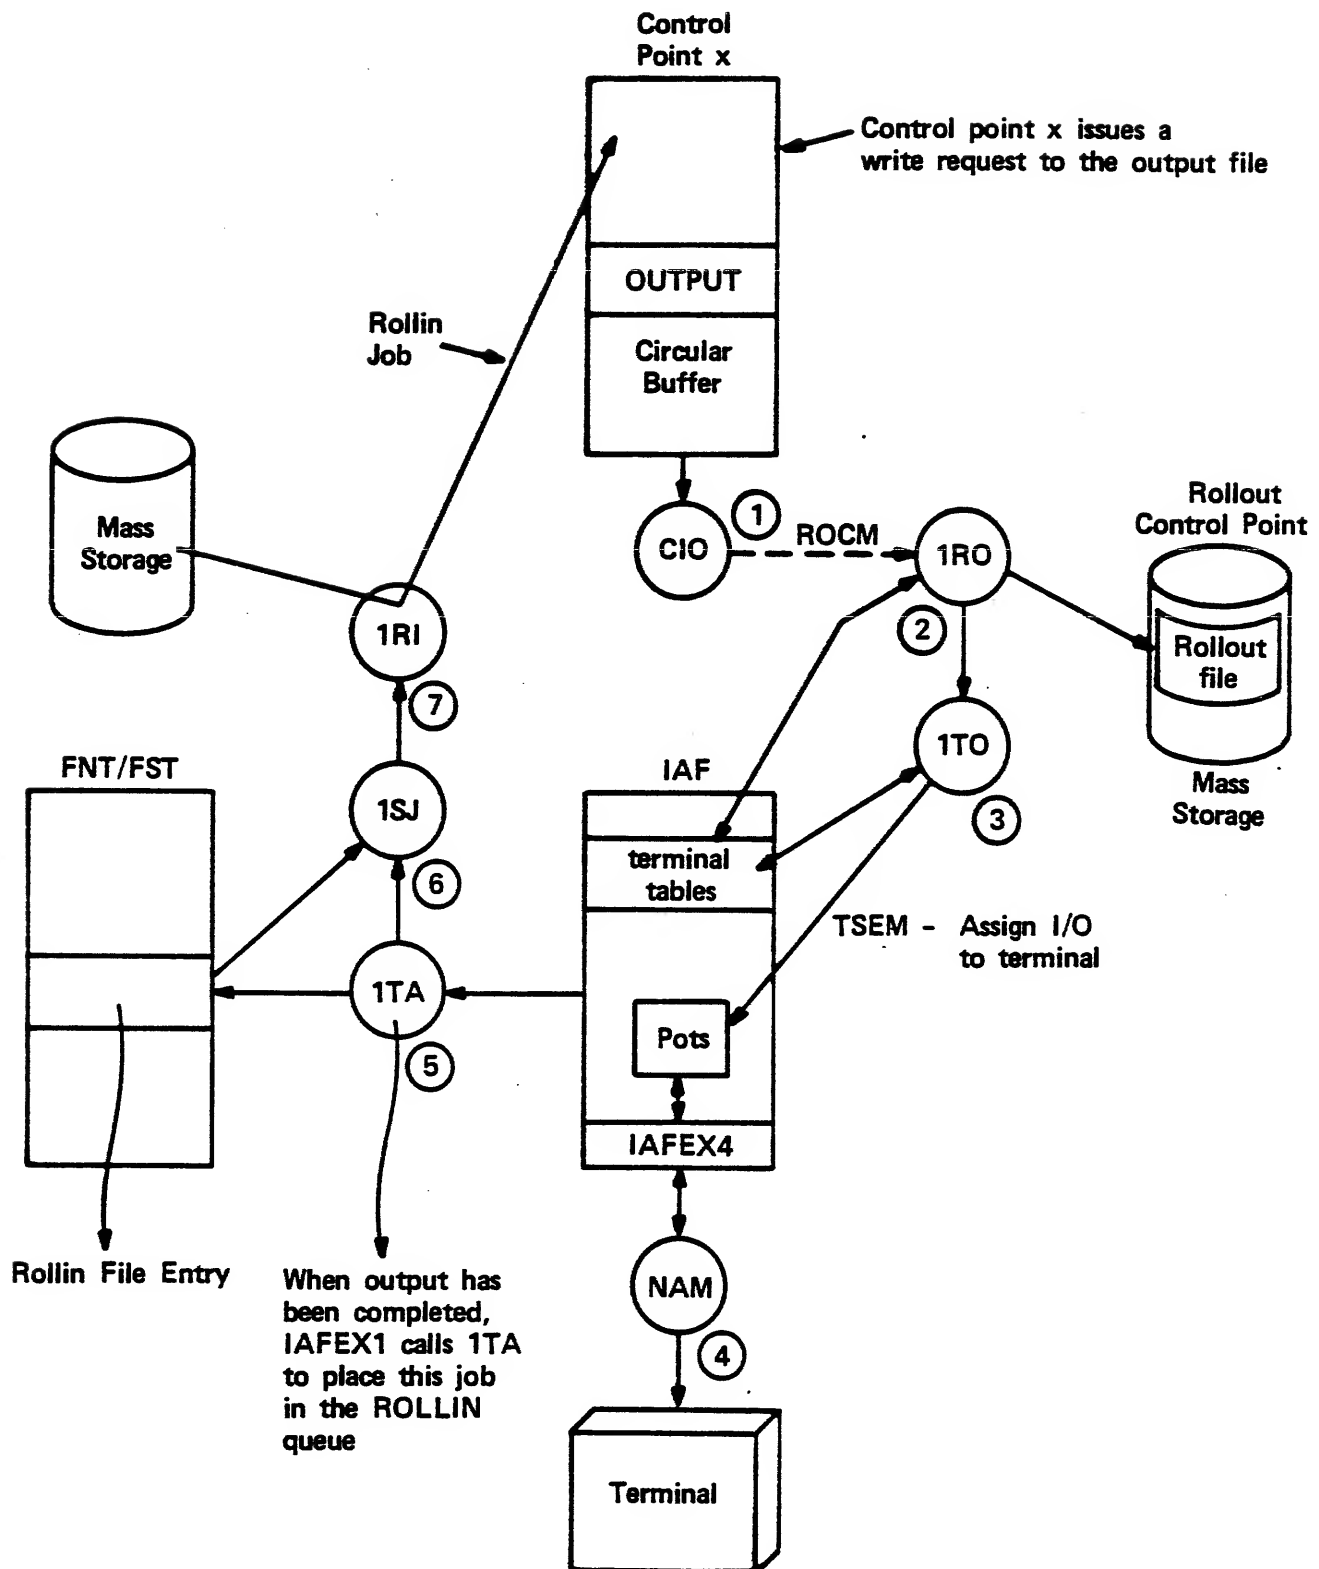 Control
Point x
Control point x issues a
write request to the output file
OUTPUT
Circular
Buffer
Rollin
Job
Mass
Storage
CIO
1
ROCM
1RO
2
Rollout
Control Point
Rollout
file
Mass
Storage
1RI
7
1TO
3
FNT/FST
1SJ
6
IAF
terminal
tables
TSEM - Assign I/O
to terminal
1TA
5
Pots
IAFEX4
Rollin File Entry
When output has
been completed,
IAFEX1 calls 1TA
to place this job
in the ROLLIN
queue
NAM
4
Terminal